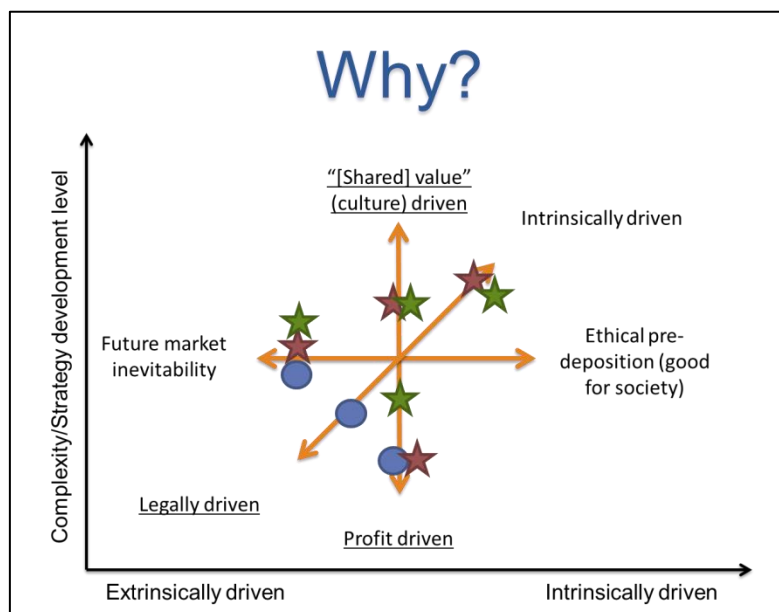 Why?
Complexity/Strategy development level
“[Shared] value”
(culture) driven
Intrinsically driven
Future market
inevitability
Ethical pre-
deposition (good
for society)
Legally driven
Profit driven
Extrinsically driven
Intrinsically driven